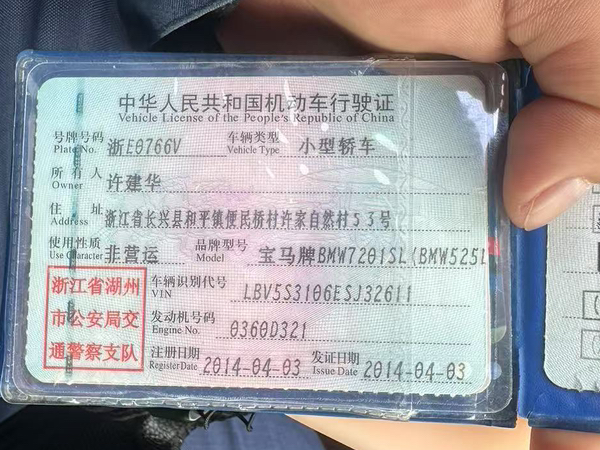 中华人民共和国机动车行驶证
Vehicle License of the People's Republic of China
号牌号码 浙E0766V 车辆类型 小型轿车
Plate No. Vehicle Type
所有人 许建华
Owner
住址 浙江省长兴县和平镇便民桥村许家自然村53号
Address
使用性质 非营运 品牌型号 宝马牌BMW7201SL(BMW525L
Use Character Model
浙江省湖州
市公安局交
通警察支队
车辆识别代号 LBV5S3106ESJ32611
VIN
发动机号码 0360D321
Engine No.
注册日期 2014-04-03 发证日期 2014-04-03
Register Date Issue Date